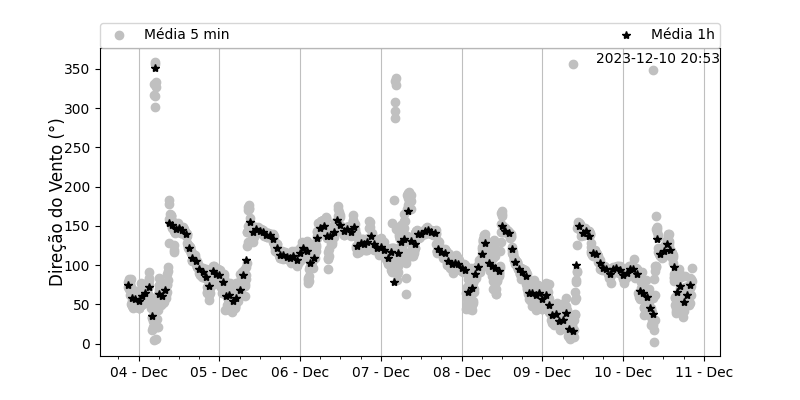 Média 5 min
Média 1h
2023-12-10 20:53
Direção do Vento (°)
350
300
250
200
150
100
50
0
04 - Dec
05 - Dec
06 - Dec
07 - Dec
08 - Dec
09 - Dec
10 - Dec
11 - Dec